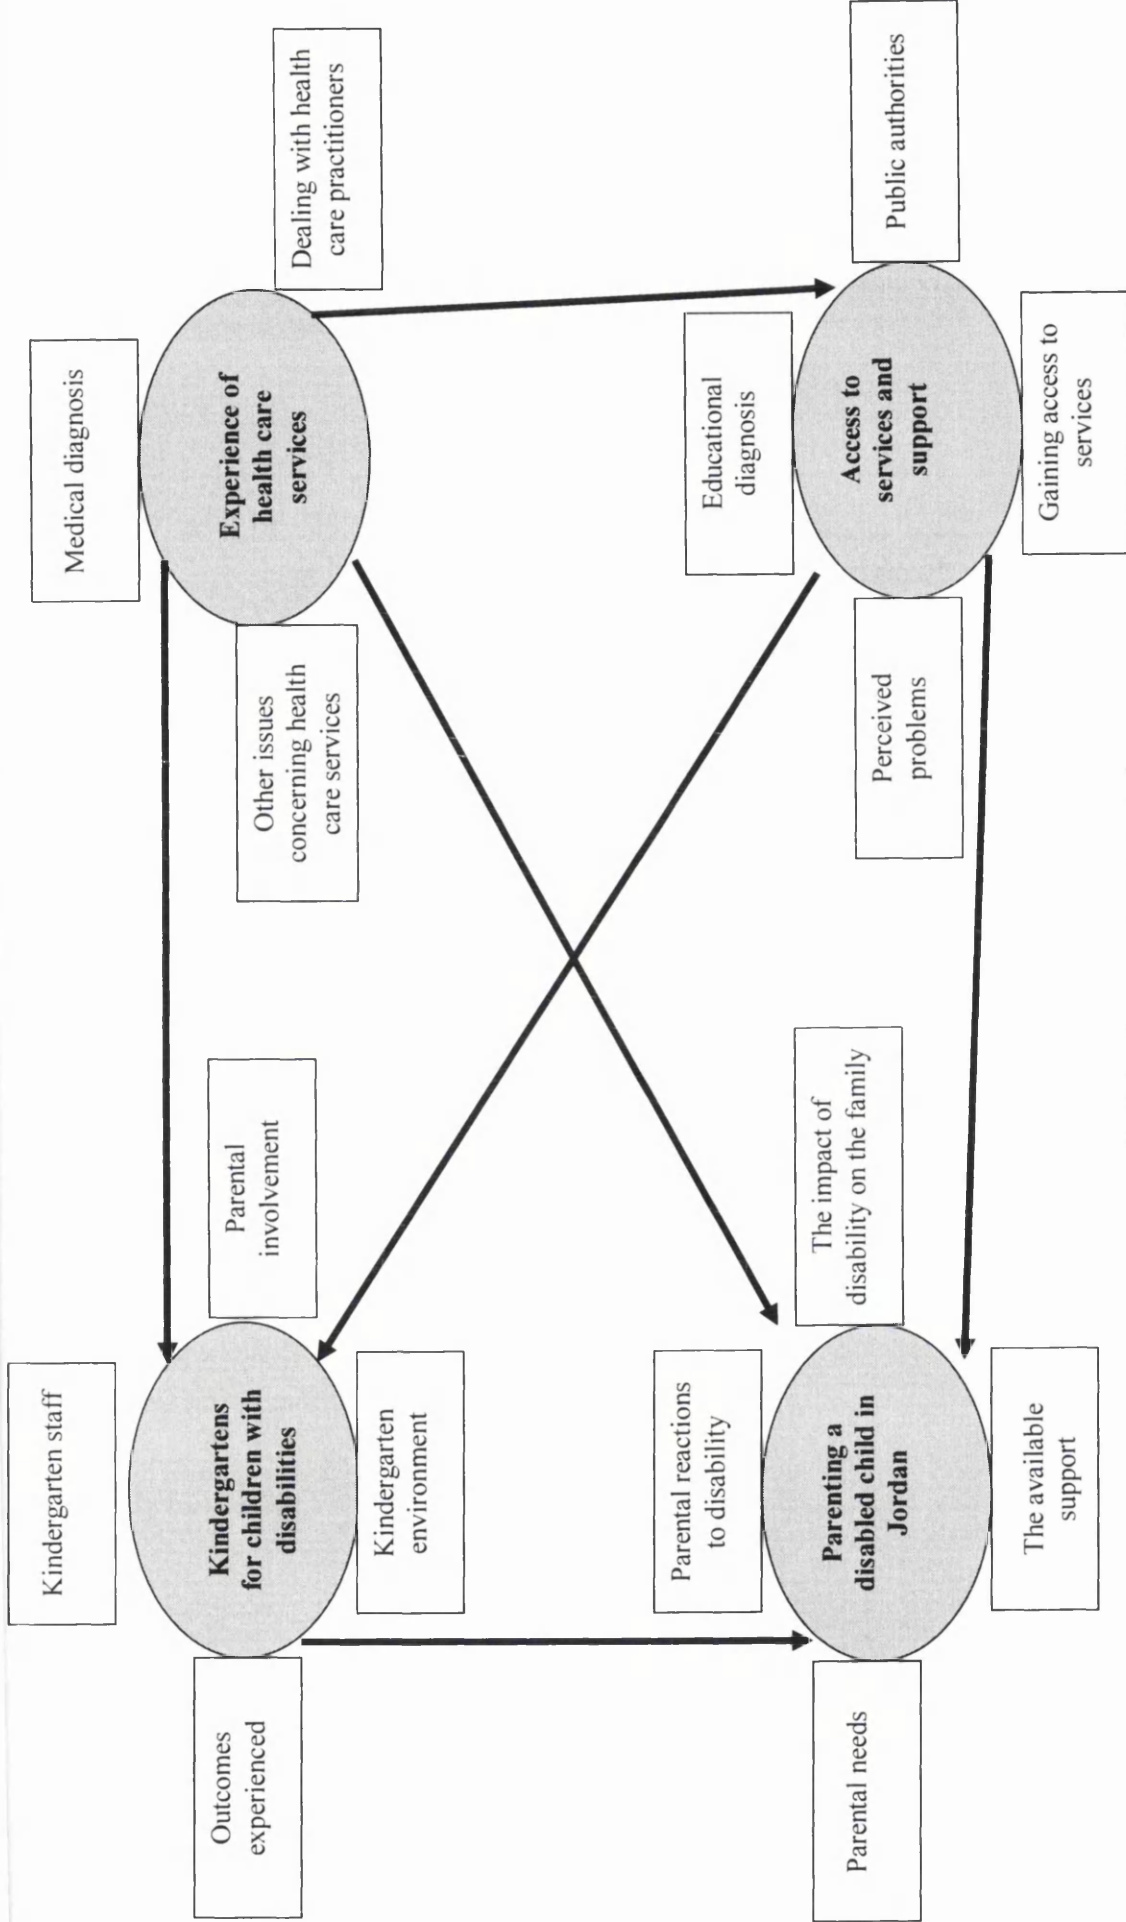 Kindergarten staff
Medical diagnosis
Outcomes
experienced
Kindergartens
for children with
disabilities
Parental
involvement
Other issues
concerning health
care services
Experience of
health care
services
Dealing with health
care practitioners
Kindergarten
environment
Parental reactions
to disability
Educational
diagnosis
Parental needs
Parenting a
disabled child in
Jordan
The impact of
disability on the family
Perceived
problems
Access to
services and
support
Public authorities
The available
support
Gaining access to
services